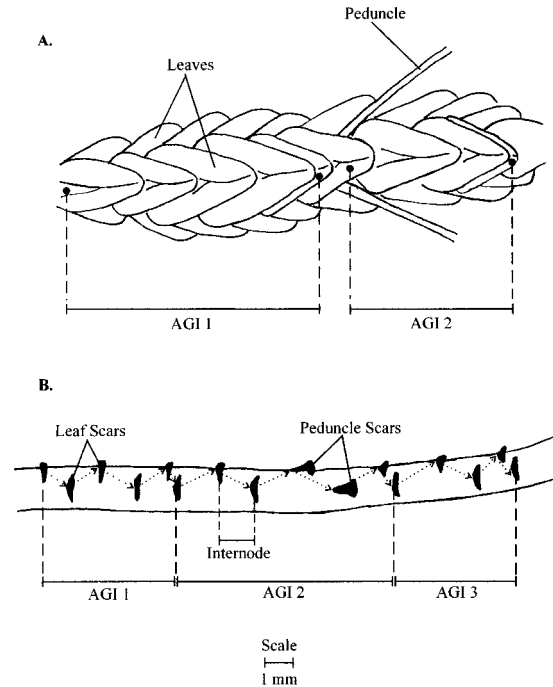 A.
Peduncle
Leaves
AGI 1
AGI 2
B.
Leaf Scars
Peduncle Scars
Internode
AGI 1
AGI 2
AGI 3
Scale
1 mm